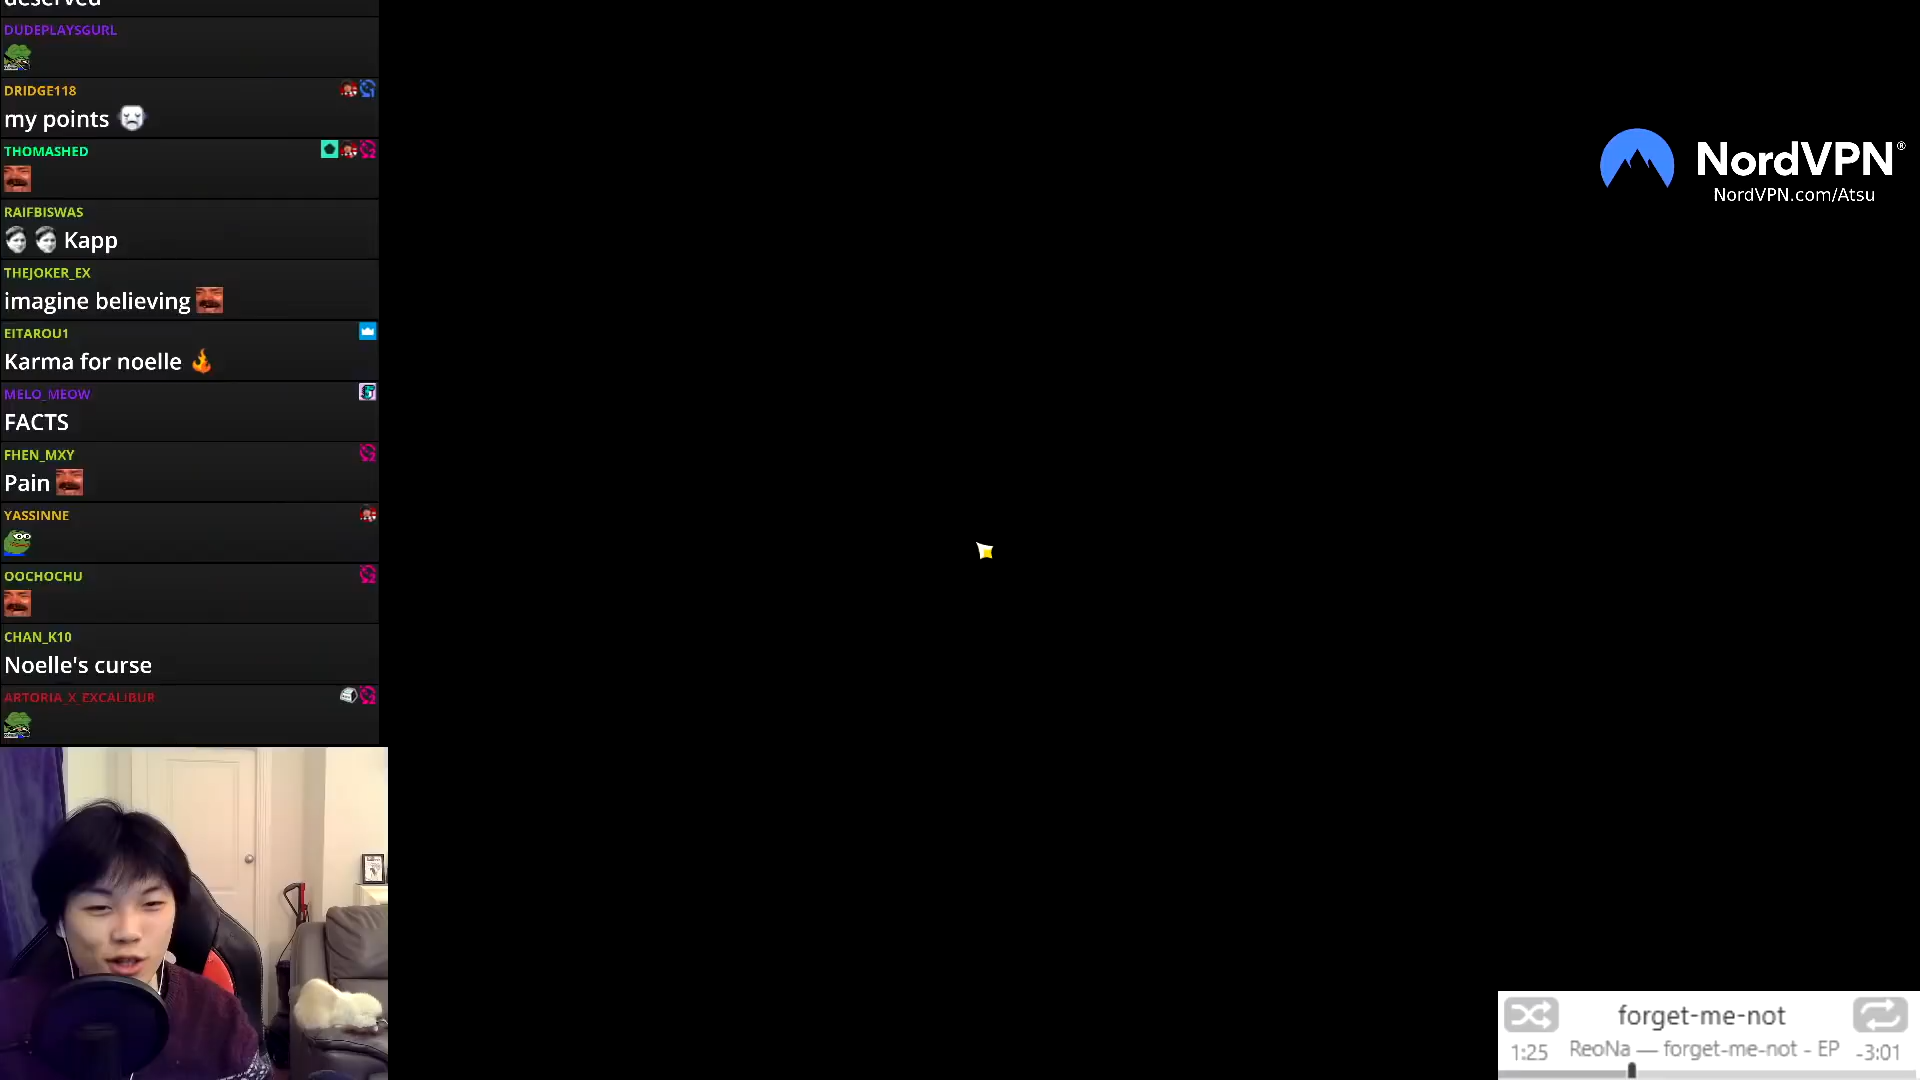 deserved
DUDEPLAYSGURL
DRIDGE118
my points
THOMASHED
RAIFBISWAS
Kapp
THEJOKER_EX
imagine believing
EITAROU1
Karma for noelle
MELO_MEOW
FACTS
FHEN_MXY
Pain
YASSINNE
OOCHOCHU
CHAN_K10
Noelle's curse
ARTORIA_X_EXCALIBUR
NordVPN®
NordVPN.com/Atsu
forget-me-not
1:25 ReoNa — forget-me-not - EP -3:01